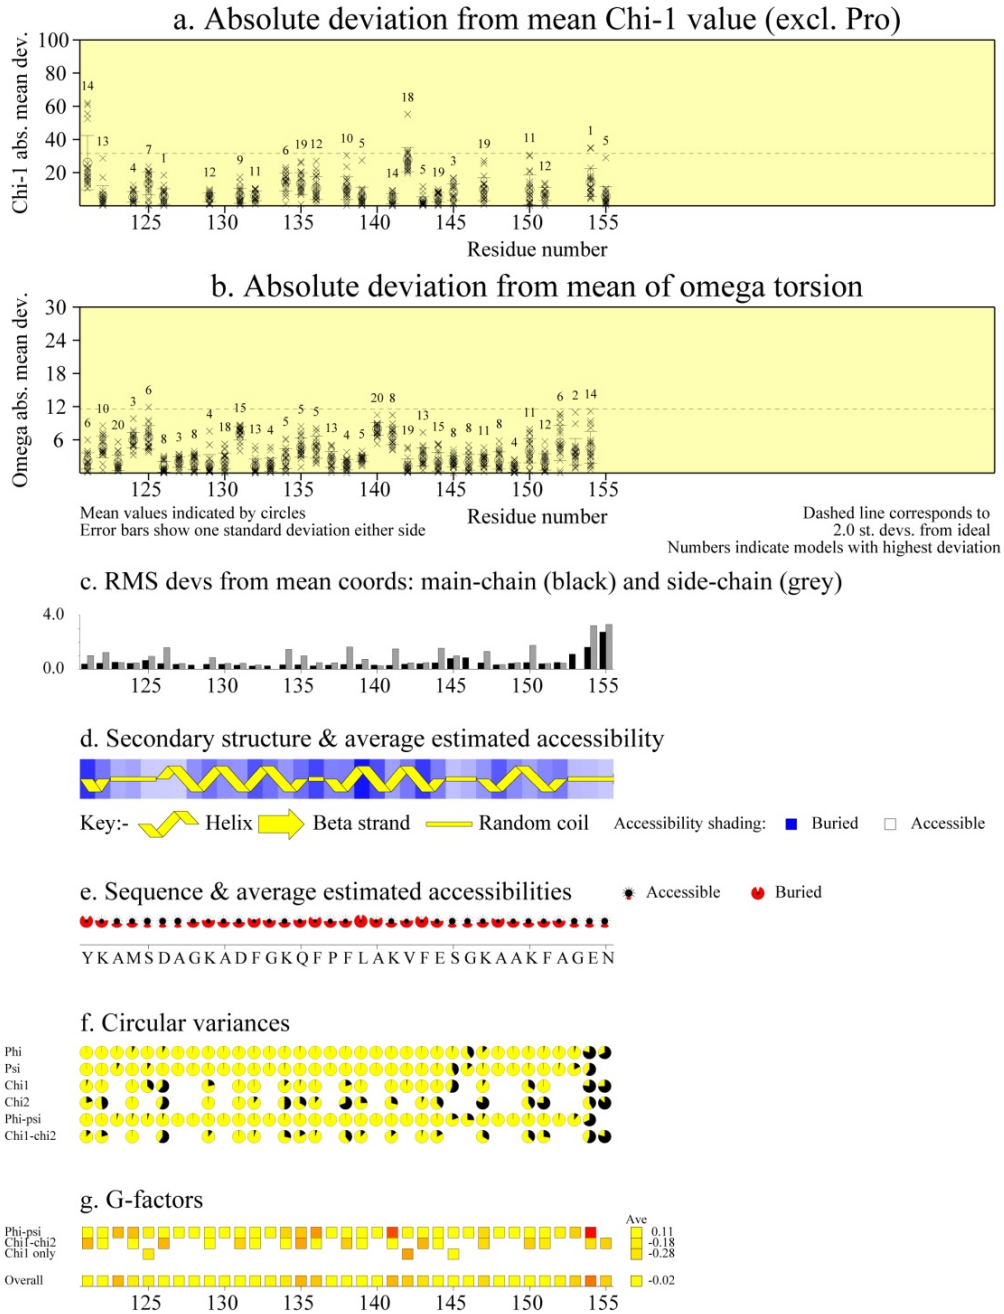 a. Absolute deviation from mean Chi-1 value (excl. Pro)
Chi-1 abs. mean dev.
100
80
60
40
20
14 13 4 7 1 12 9 11 6 19 12 10 5 14 18 5 19 3 19 11 12 1 5
125 130 135 140 145 150 155
Residue number
b. Absolute deviation from mean of omega torsion
Omega abs. mean dev.
30
24
18
12
6
6 10 20 3 6 8 3 8 4 18 15 13 4 5 5 5 13 4 5 20 8 19 13 15 8 8 11 8 4 11 12 6 2 14
125 130 135 140 145 150 155
Mean values indicated by circles
Error bars show one standard deviation either side
Residue number
Dashed line corresponds to
2.0 st. devs. from ideal
Numbers indicate models with highest deviation
c. RMS devs from mean coords: main-chain (black) and side-chain (grey)
4.0
0.0
125 130 135 140 145 150 155
d. Secondary structure & average estimated accessibility
Key:- Helix Beta strand Random coil Accessibility shading: Buried Accessible
e. Sequence & average estimated accessibilities Accessible Buried
Y K A M S D A G K A D F G K Q F P F L A K V F E S G K A A K F A G E N
f. Circular variances
Phi
Psi
Chi1
Chi2
Phi-psi
Chi1-chi2
g. G-factors
Ave
Phi-psi 0.11
Chi1-chi2 -0.18
Chi1 only -0.28
Overall -0.02
125 130 135 140 145 150 155